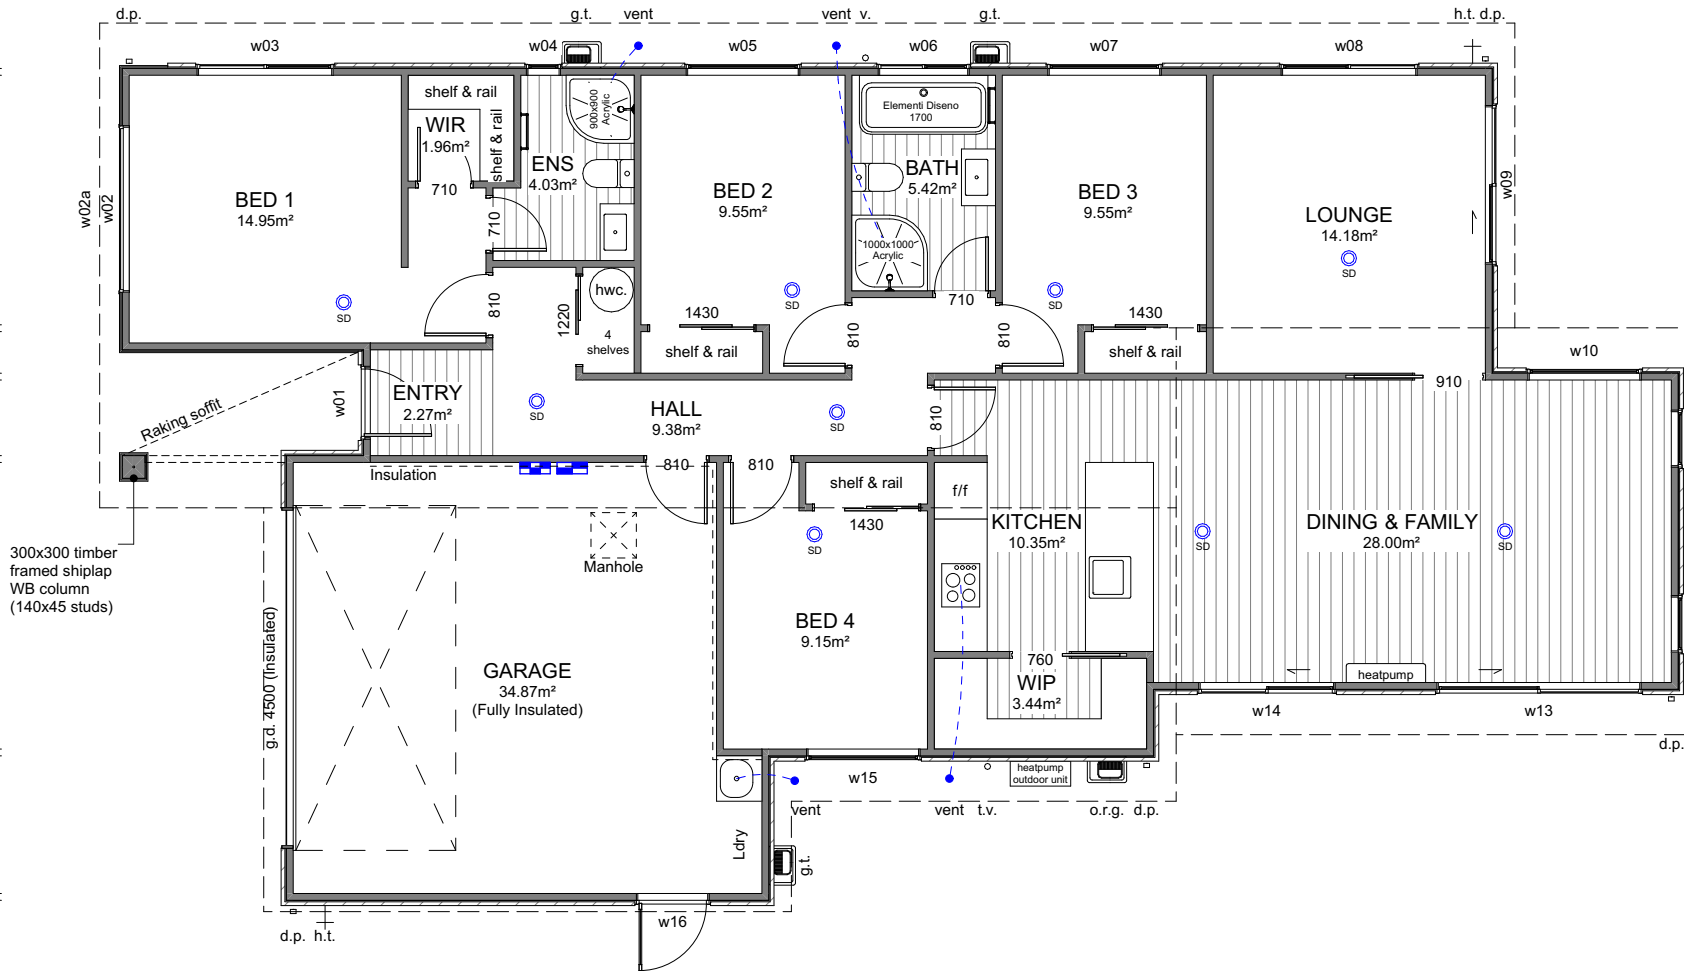 d.p.
g.t.
vent
vent v.
g.t.
h.t. d.p.
w03
w04
w05
w06
w07
w08
shelf & rail
WIR
1.96m²
shelf & rail
710
900x900
Acrylic
ENS
4.03m²
710
Elementi Diseno
1700
BATH
5.42m²
1000x1000
Acrylic
710
w02a
w02
BED 1
14.95m²
SD
BED 2
9.55m²
SD
BED 3
9.55m²
SD
LOUNGE
14.18m²
SD
w09
810
1220
hwc.
4
shelves
1430
shelf & rail
810
810
1430
shelf & rail
w10
910
Raking soffit
w01
ENTRY
2.27m²
SD
HALL
9.38m²
SD
810
810
810
Insulation
shelf & rail
1430
f/f
SD
KITCHEN
10.35m²
SD
DINING & FAMILY
28.00m²
SD
300x300 timber
framed shiplap
WB column
(140x45 studs)
g.d. 4500 (Insulated)
Manhole
GARAGE
34.87m²
(Fully Insulated)
BED 4
9.15m²
760
WIP
3.44m²
heatpump
w14
w13
d.p.
w15
heatpump
outdoor unit
vent
vent t.v.
o.r.g. d.p.
Ldry
g.t.
w16
d.p. h.t.